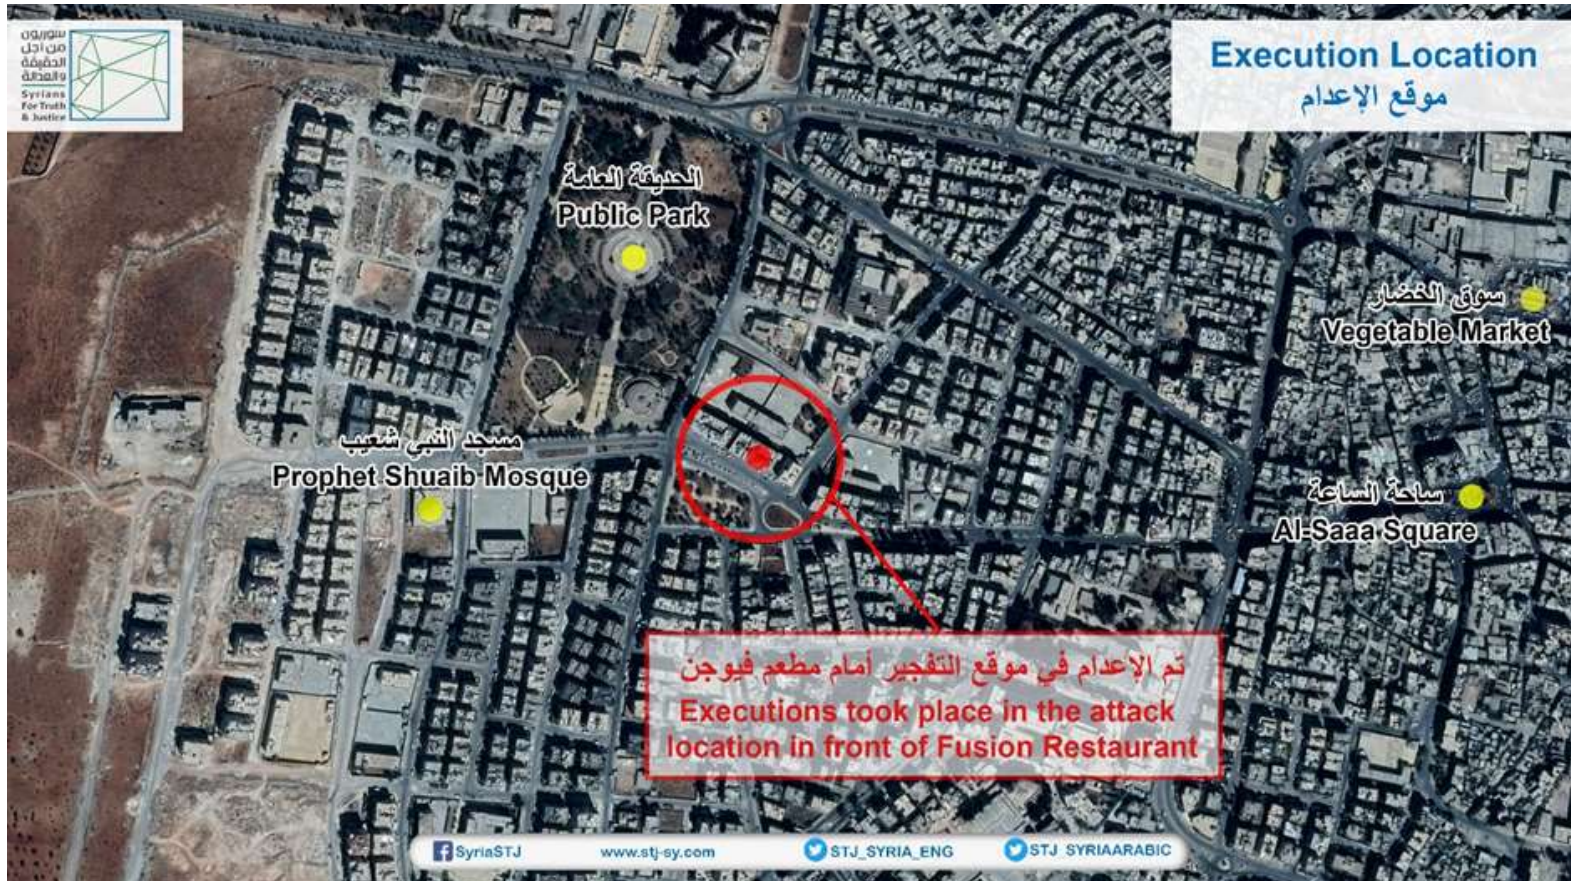 سوريون
من أجل
الحقيقة
والعدالة
Syrians
For Truth
& Justice
Execution Location
موقع الإعدام
الحديقة العامة
Public Park
سوق الخضار
Vegetable Market
مسجد النبي شعيب
Prophet Shuaib Mosque
ساحة الساعة
Al-Saaa Square
تم الإعدام في موقع التفجير أمام مطعم فيوجن
Executions took place in the attack
location in front of Fusion Restaurant
SyriaSTJ
www.stj-sy.com
STJ_SYRIA_ENG
STJ_SYRIAARABIC